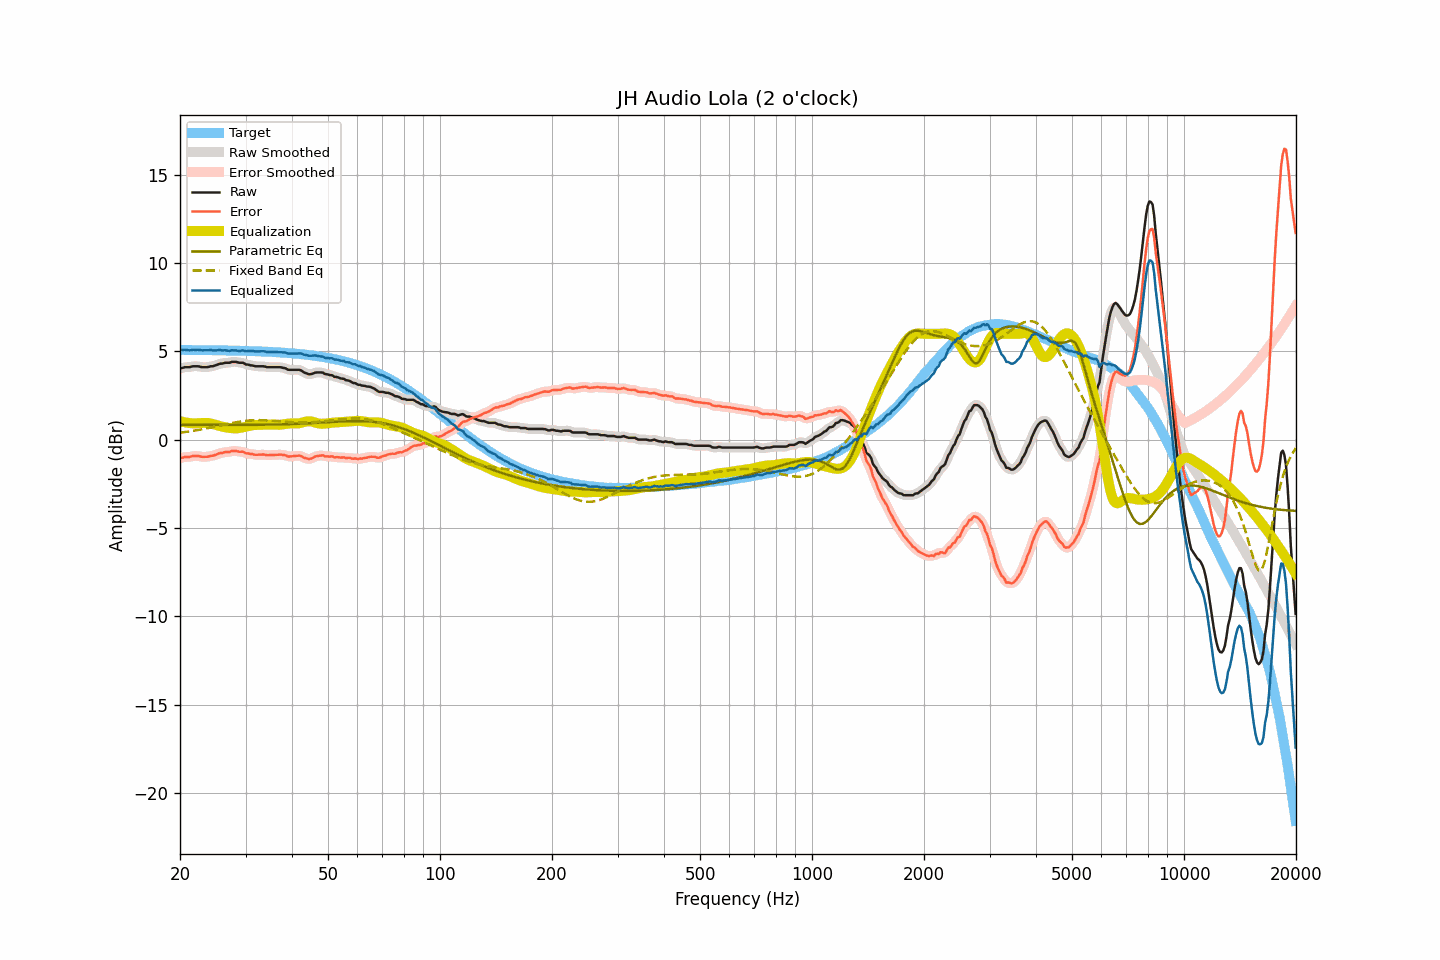 JH Audio Lola (2 o'clock)
Target
Raw Smoothed
Error Smoothed
Raw
Error
Equalization
Parametric Eq
Fixed Band Eq
Equalized
15
10
5
0
−5
−10
−15
−20
Amplitude (dBr)
20 50 100 200 500 1000 2000 5000 10000 20000
Frequency (Hz)